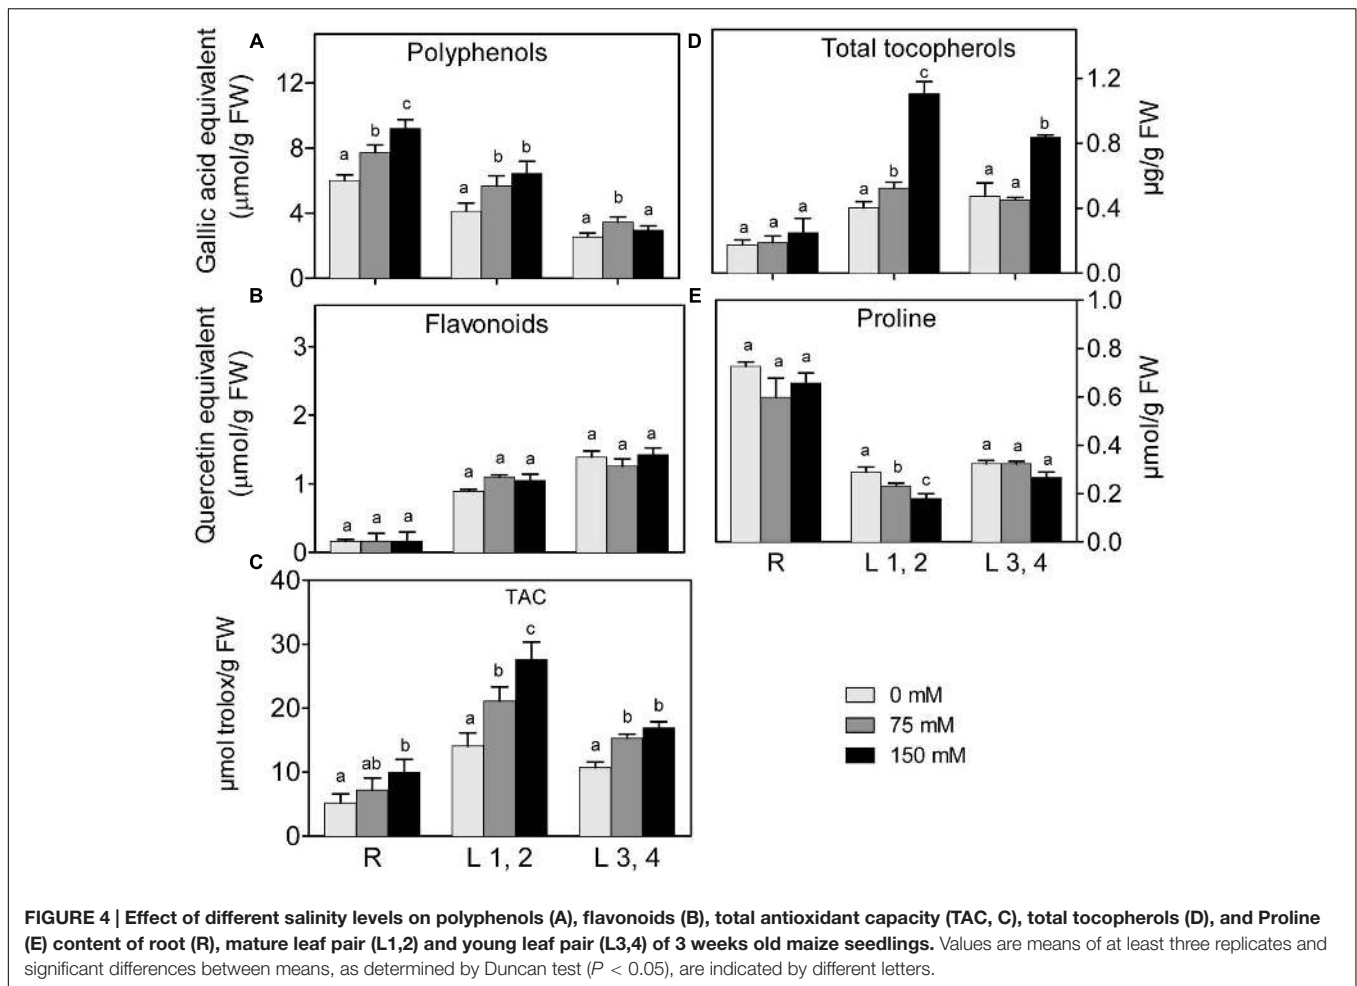 A
Polyphenols
Gallic acid equivalent
(µmol/g FW)
12
8
4
0
a
b
c
a
b
b
a
b
a
B
Flavonoids
Quercetin equivalent
(µmol/g FW)
3
2
1
0
a
a
a
a
a
a
a
a
a
C
TAC
µmol trolox/g FW
40
30
20
10
0
a
ab
b
a
b
c
a
b
b
R
L 1, 2
L 3, 4
D
Total tocopherols
µg/g FW
1.2
0.8
0.4
0.0
a
a
a
a
b
c
a
a
b
E
Proline
µmol/g FW
1.0
0.8
0.6
0.4
0.2
0.0
a
a
a
a
b
c
a
a
a
R
L 1, 2
L 3, 4
0 mM
75 mM
150 mM
FIGURE 4 | Effect of different salinity levels on polyphenols (A), flavonoids (B), total antioxidant capacity (TAC, C), total tocopherols (D), and Proline
(E) content of root (R), mature leaf pair (L1,2) and young leaf pair (L3,4) of 3 weeks old maize seedlings. Values are means of at least three replicates and
significant differences between means, as determined by Duncan test (P < 0.05), are indicated by different letters.